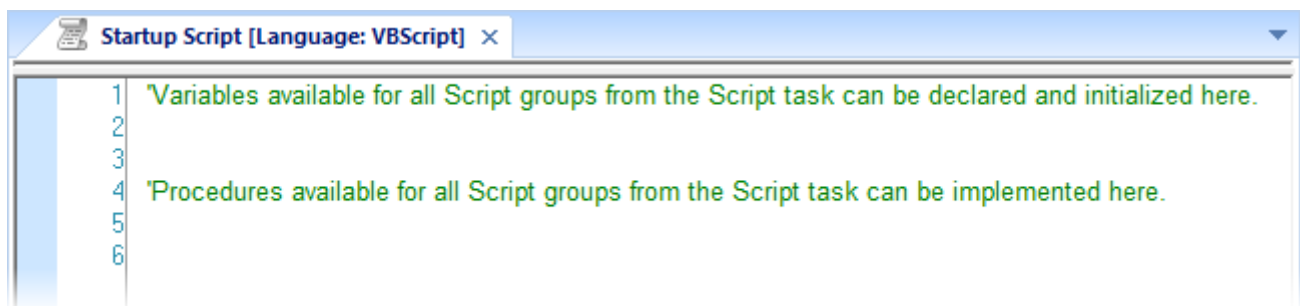 Startup Script [Language: VBScript] ×
1 'Variables available for all Script groups from the Script task can be declared and initialized here.
2
3
4 'Procedures available for all Script groups from the Script task can be implemented here.
5
6